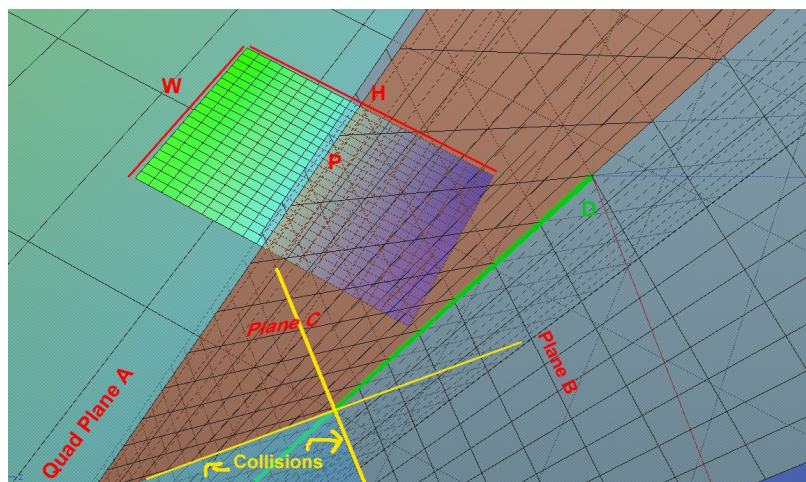 W
H
P
D
Plane C
Plane B
Quad Plane A
Collisions